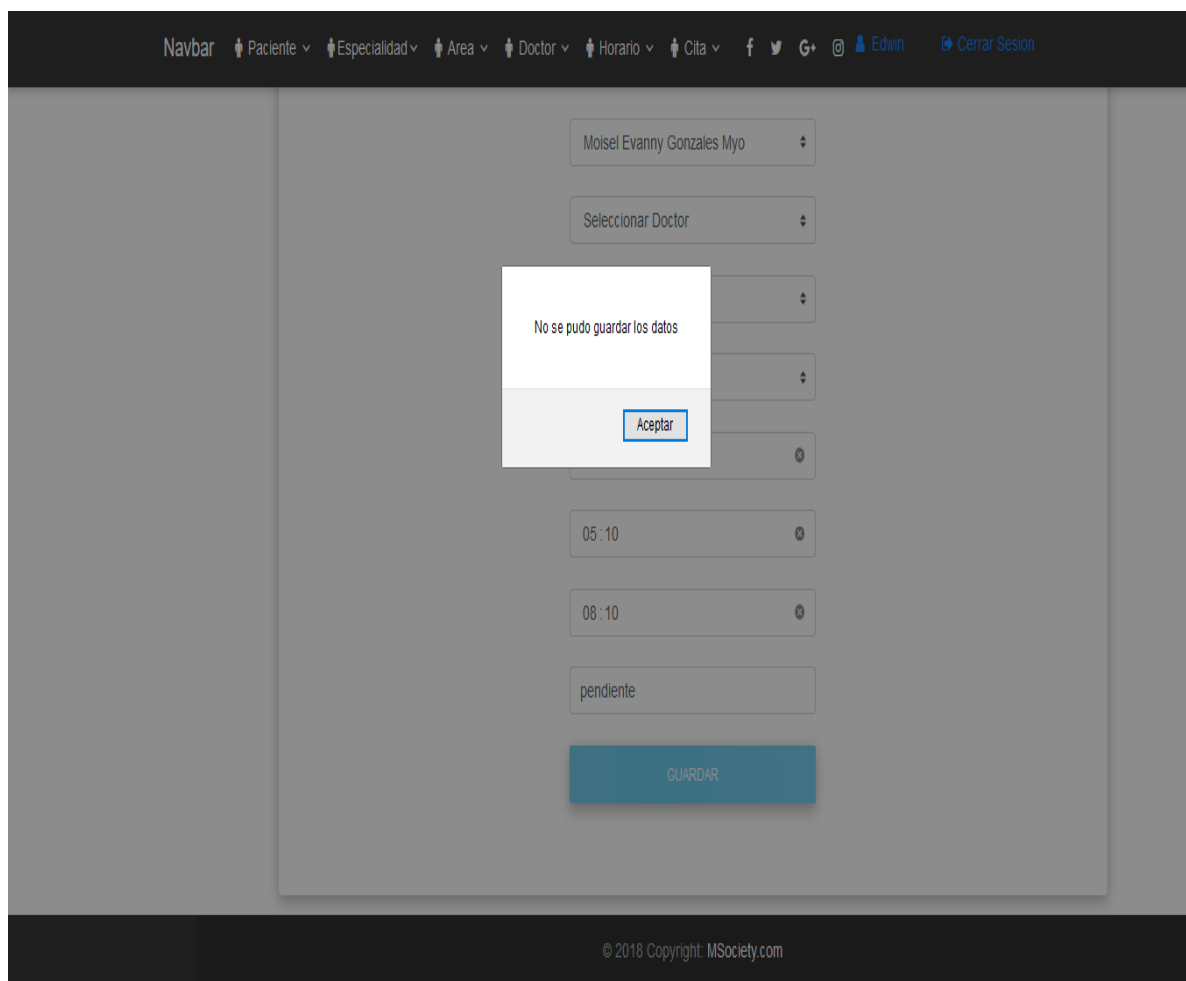 Navbar Paciente Especialidad Area Doctor Horario Cita Edwin Cerrar Sesion
Moisel Evanny Gonzales Myo
Seleccionar Doctor
No se pudo guardar los datos
Aceptar
05 : 10
08 : 10
pendiente
GUARDAR
© 2018 Copyright: MSociety.com